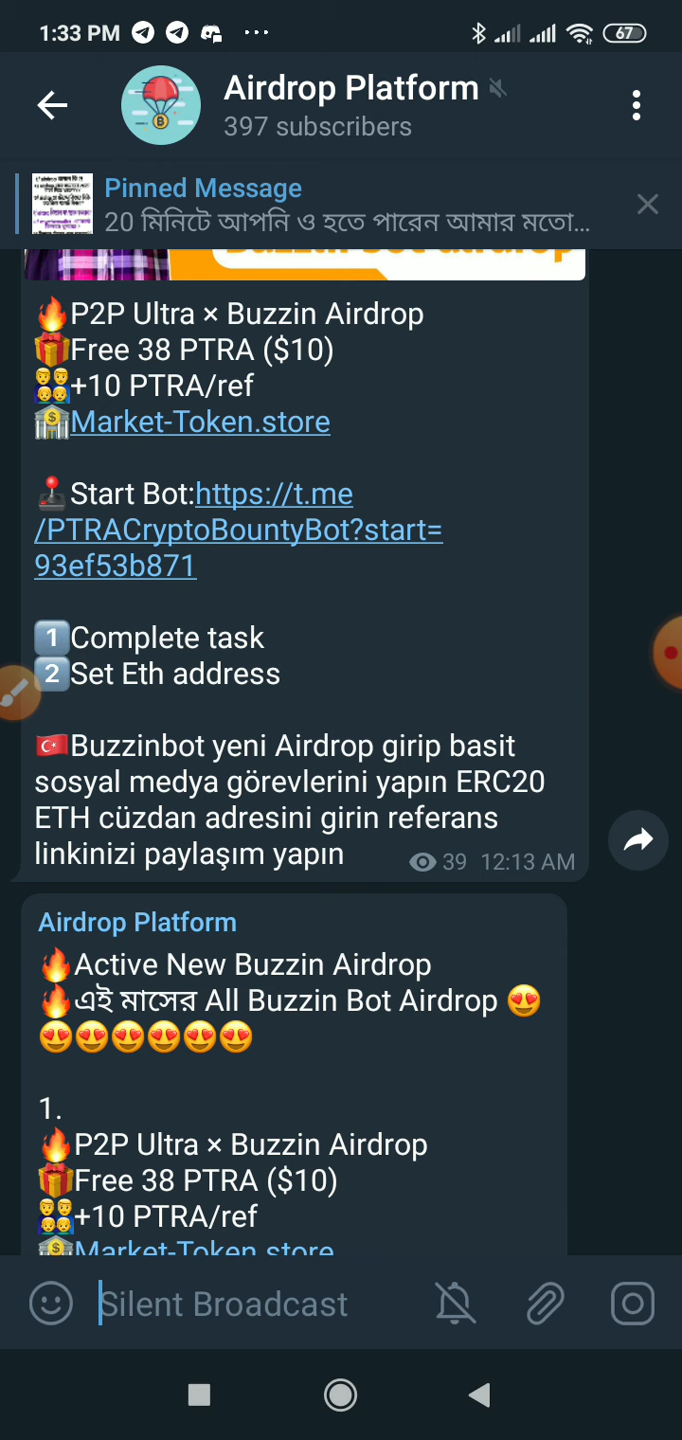 1:33 PM
67
Airdrop Platform
397 subscribers
Pinned Message
20 মিনিটে আপনি ও হতে পারেন আমার মতো...
P2P Ultra × Buzzin Airdrop
Free 38 PTRA ($10)
+10 PTRA/ref
Market-Token.store
Start Bot:https://t.me
/PTRACryptoBountyBot?start=
93ef53b871
1 Complete task
2 Set Eth address
Buzzinbot yeni Airdrop girip basit
sosyal medya görevlerini yapın ERC20
ETH cüzdan adresini girin referans
linkinizi paylaşım yapın
39 12:13 AM
Airdrop Platform
Active New Buzzin Airdrop
এই মাসের All Buzzin Bot Airdrop
1.
P2P Ultra × Buzzin Airdrop
Free 38 PTRA ($10)
+10 PTRA/ref
Market-Token.store
Silent Broadcast